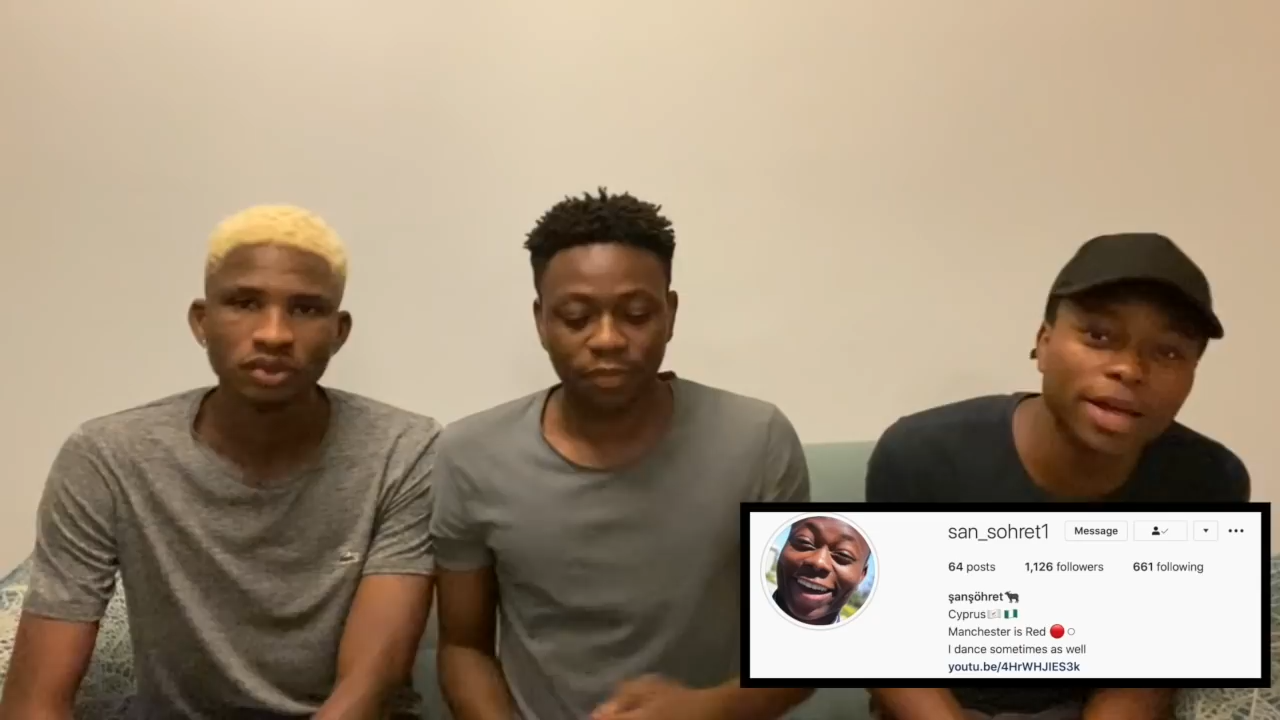 san_sohret1 Message
64 posts 1,126 followers 661 following
şanşöhret🐂
Cyprus🇨🇾 🇳🇬
Manchester is Red 🔴⚪
I dance sometimes as well
youtu.be/4HrWHJIES3k